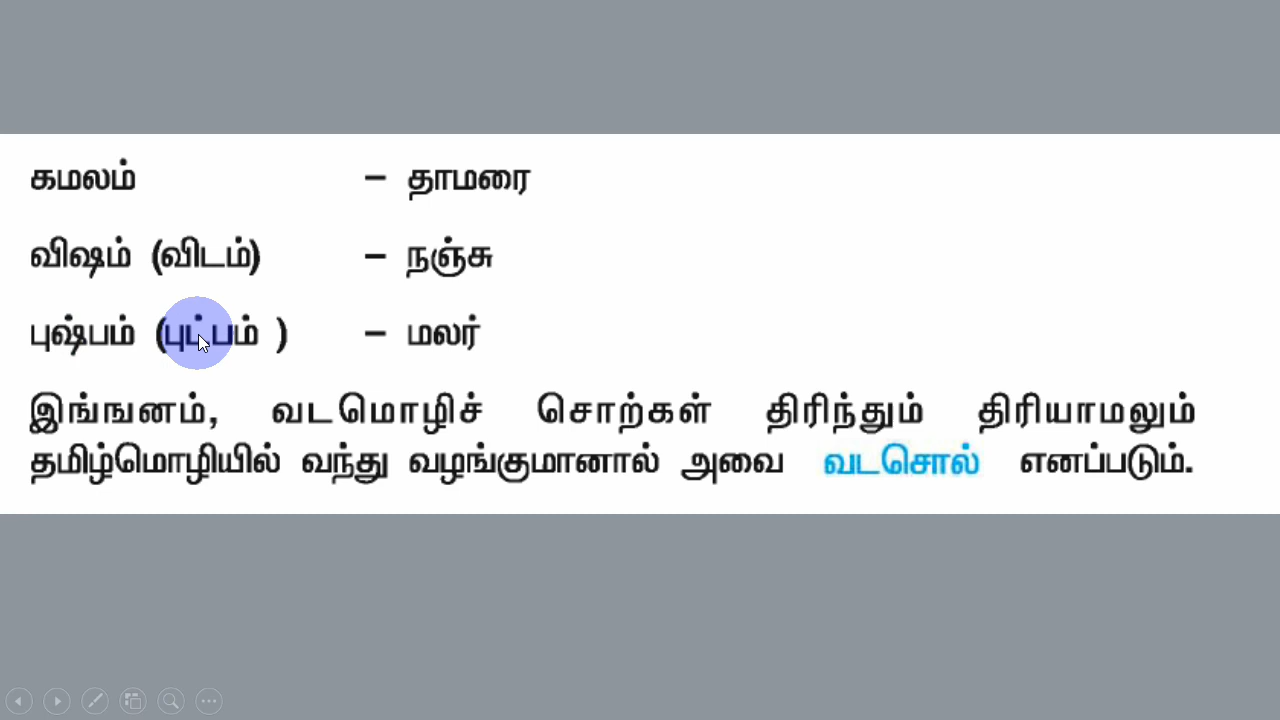 கமலம் – தாமரை
விஷம் (விடம்) – நஞ்சு
புஷ்பம் (புட்பம் ) – மலர்
இங்ஙனம், வடமொழிச் சொற்கள் திரிந்தும் திரியாமலும்
தமிழ்மொழியில் வந்து வழங்குமானால் அவை வடசொல் எனப்படும்.